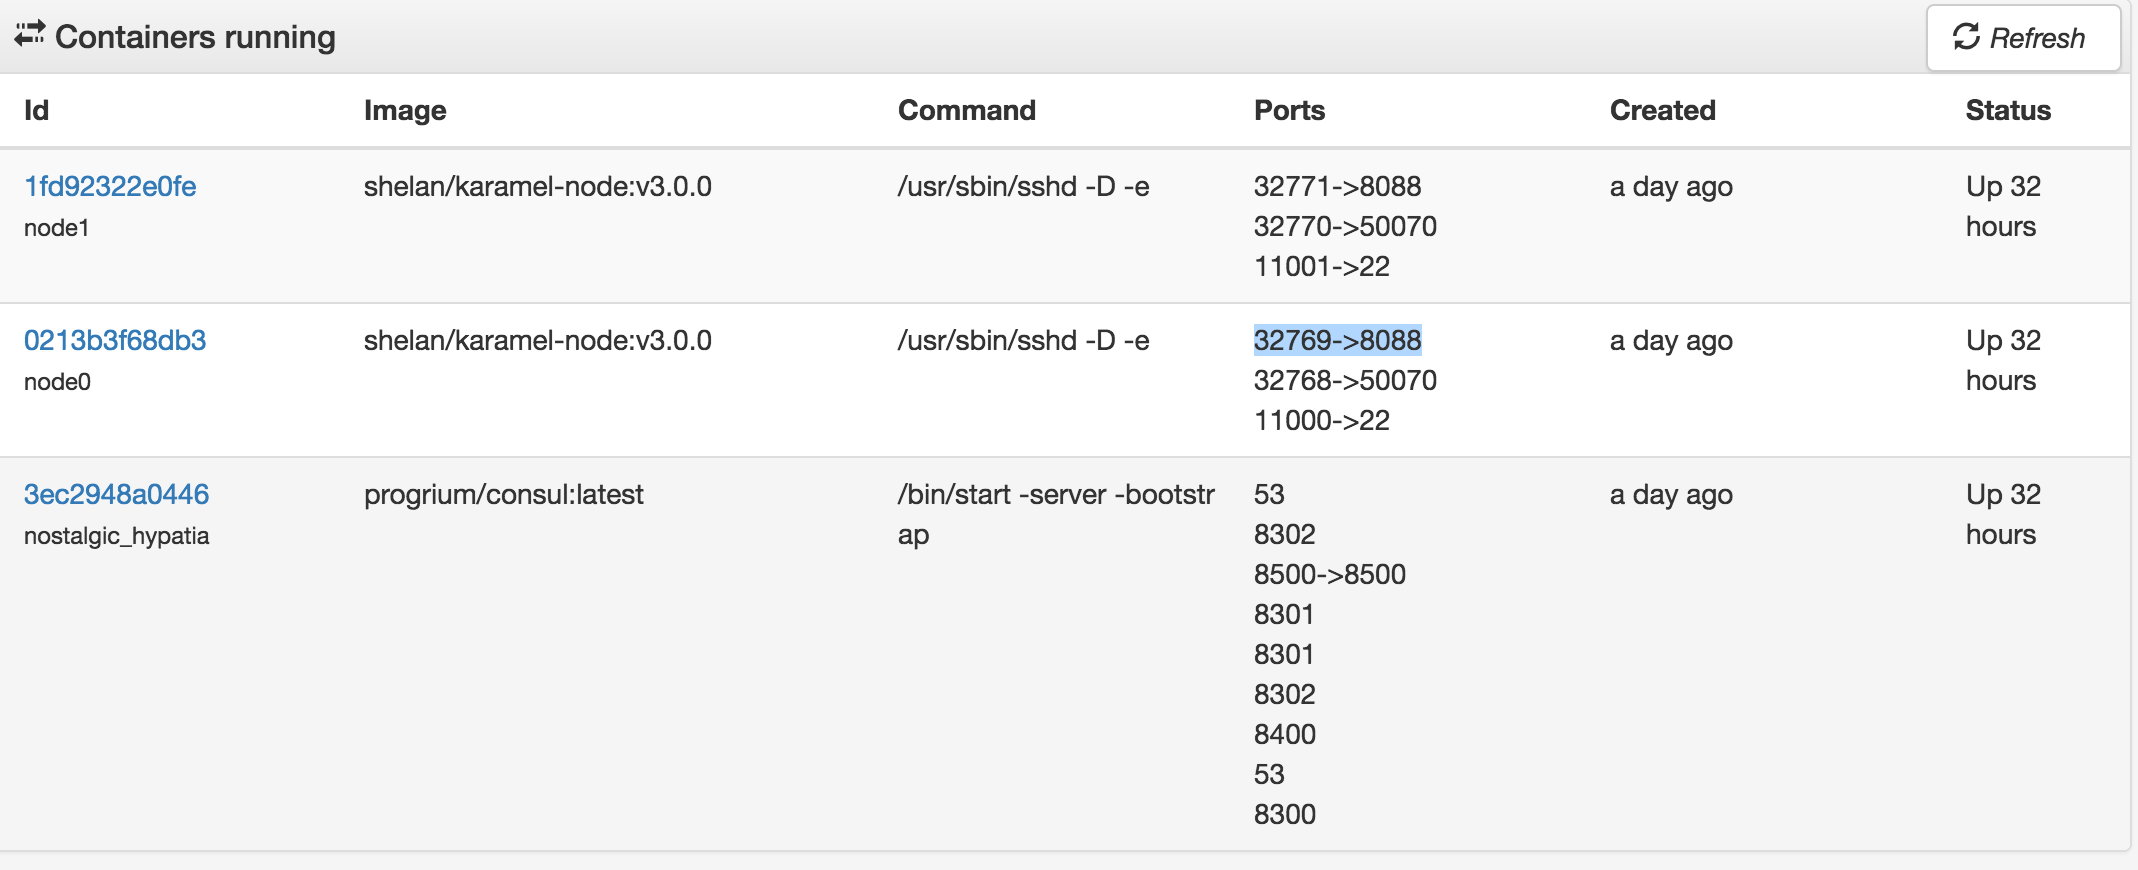 Containers running
Refresh
Id Image Command Ports Created Status
1fd92322e0fe shelan/karamel-node:v3.0.0 /usr/sbin/sshd -D -e 32771->8088 a day ago Up 32
node1 32770->50070 hours
11001->22
0213b3f68db3 shelan/karamel-node:v3.0.0 /usr/sbin/sshd -D -e 32769->8088 a day ago Up 32
node0 32768->50070 hours
11000->22
3ec2948a0446 progrium/consul:latest /bin/start -server -bootstr 53 a day ago Up 32
nostalgic_hypatia ap 8302 hours
8500->8500
8301
8301
8302
8400
53
8300